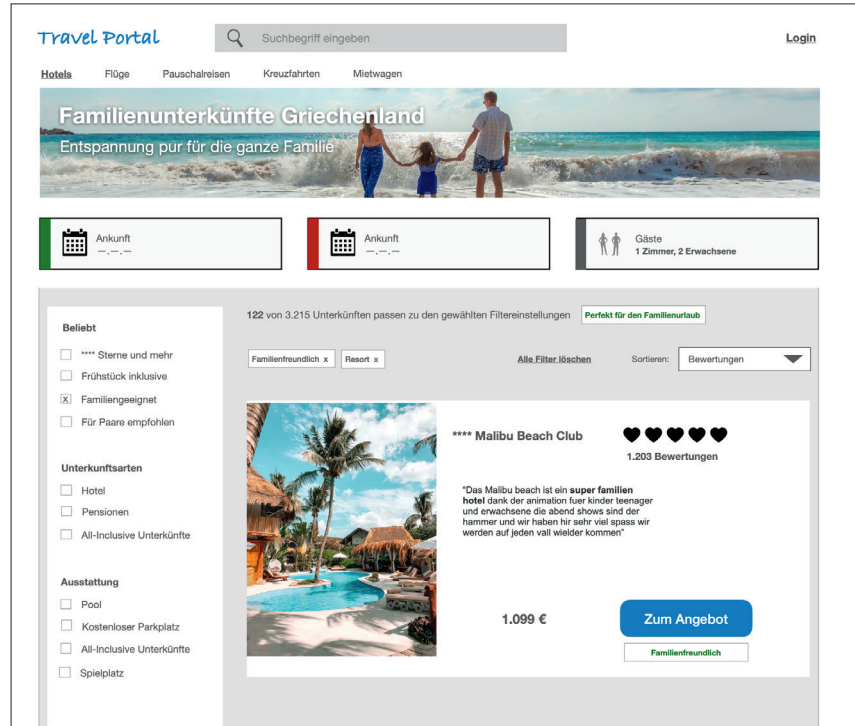 Travel Portal
Suchbegriff eingeben
Login
Hotels Flüge Pauschalreisen Kreuzfahrten Mietwagen
Familienunterkünfte Griechenland
Entspannung pur für die ganze Familie
Ankunft
–.–.–
Ankunft
–.–.–
Gäste
1 Zimmer, 2 Erwachsene
Beliebt
**** Sterne und mehr
Frühstück inklusive
x Familiengeeignet
Für Paare empfohlen
Unterkunftsarten
Hotel
Pensionen
All-Inclusive Unterkünfte
Ausstattung
Pool
Kostenloser Parkplatz
All-Inclusive Unterkünfte
Spielplatz
122 von 3.215 Unterkünften passen zu den gewählten Filtereinstellungen
Perfekt für den Familienurlaub
Familienfreundlich x
Resort x
Alle Filter löschen
Sortieren:
Bewertungen
**** Malibu Beach Club
1.203 Bewertungen
"Das Malibu beach ist ein super familien
hotel dank der animation fuer kinder teenager
und erwachsene die abend shows sind der
hammer und wir haben hir sehr viel spass wir
werden auf jeden vall wielder kommen"
1.099 €
Zum Angebot
Familienfreundlich